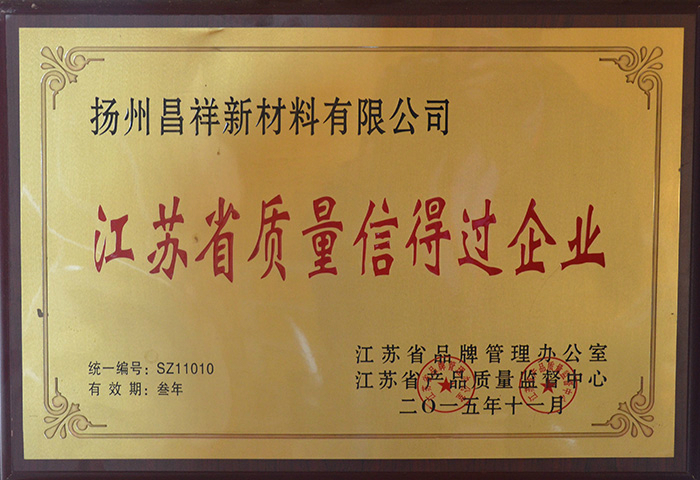 扬州昌祥新材料有限公司
江苏省质量信得过企业
统一编号：SZ11010
有效期：叁年
江苏省品牌管理办公室
江苏省产品质量监督中心
二〇一五年十一月